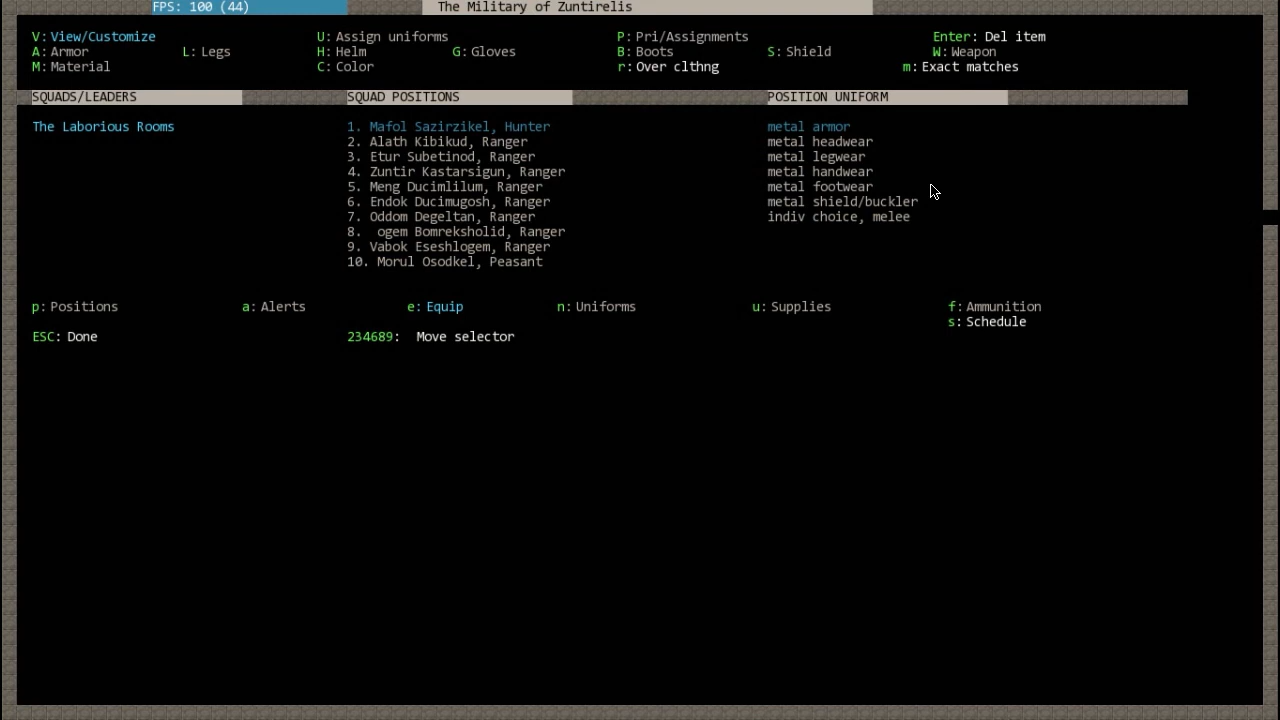 FPS: 100 (44) The Military of Zuntirelis
V: View/Customize U: Assign uniforms P: Pri/Assignments Enter: Del item
A: Armor L: Legs H: Helm G: Gloves B: Boots S: Shield W: Weapon
M: Material C: Color r: Over clthng m: Exact matches
SQUADS/LEADERS SQUAD POSITIONS POSITION UNIFORM
The Laborious Rooms 1. Mafol Sazirzikel, Hunter metal armor
2. Alath Kibikud, Ranger metal headwear
3. Etur Subetinod, Ranger metal legwear
4. Zuntir Kastarsigun, Ranger metal handwear
5. Meng Ducimlilum, Ranger metal footwear
6. Endok Ducimugosh, Ranger metal shield/buckler
7. Oddom Degeltan, Ranger indiv choice, melee
8. ogem Bomreksholid, Ranger
9. Vabok Eseshlogem, Ranger
10. Morul Osodkel, Peasant
p: Positions a: Alerts e: Equip n: Uniforms u: Supplies f: Ammunition
s: Schedule
ESC: Done 234689: Move selector